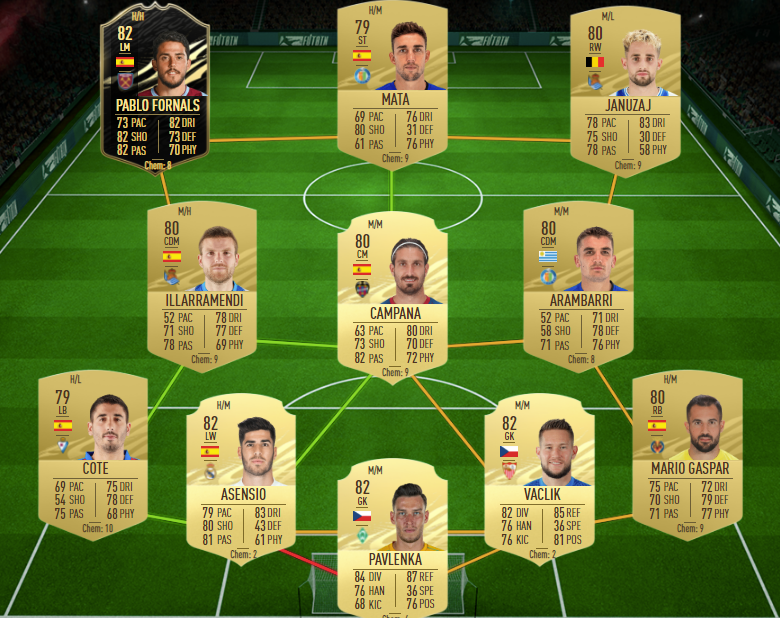 H/H
82
LM
PABLO FORNALS
73 PAC 82 DRI
82 SHO 73 DEF
82 PAS 70 PHY
Chem: 8
H/M
79
ST
MATA
69 PAC 76 DRI
80 SHO 31 DEF
61 PAS 76 PHY
Chem: 9
M/L
80
RW
JANUZAJ
78 PAC 83 DRI
75 SHO 30 DEF
78 PAS 58 PHY
Chem: 9
M/H
80
CDM
ILLARRAMENDI
52 PAC 78 DRI
71 SHO 77 DEF
78 PAS 69 PHY
Chem: 9
M/M
80
CM
CAMPANA
63 PAC 80 DRI
73 SHO 70 DEF
82 PAS 72 PHY
Chem: 9
M/M
80
CDM
ARAMBARRI
52 PAC 71 DRI
58 SHO 78 DEF
71 PAS 76 PHY
Chem: 8
H/L
79
LB
COTE
69 PAC 75 DRI
54 SHO 78 DEF
75 PAS 68 PHY
Chem: 10
H/M
82
LW
ASENSIO
79 PAC 83 DRI
80 SHO 43 DEF
81 PAS 61 PHY
Chem: 2
M/M
82
GK
PAVLENKA
84 DIV 87 REF
76 HAN 36 SPE
68 KIC 76 POS
M/M
82
GK
VACLIK
82 DIV 85 REF
76 HAN 36 SPE
76 KIC 81 POS
Chem: 2
H/M
80
RB
MARIO GASPAR
75 PAC 72 DRI
70 SHO 79 DEF
71 PAS 77 PHY
Chem: 9